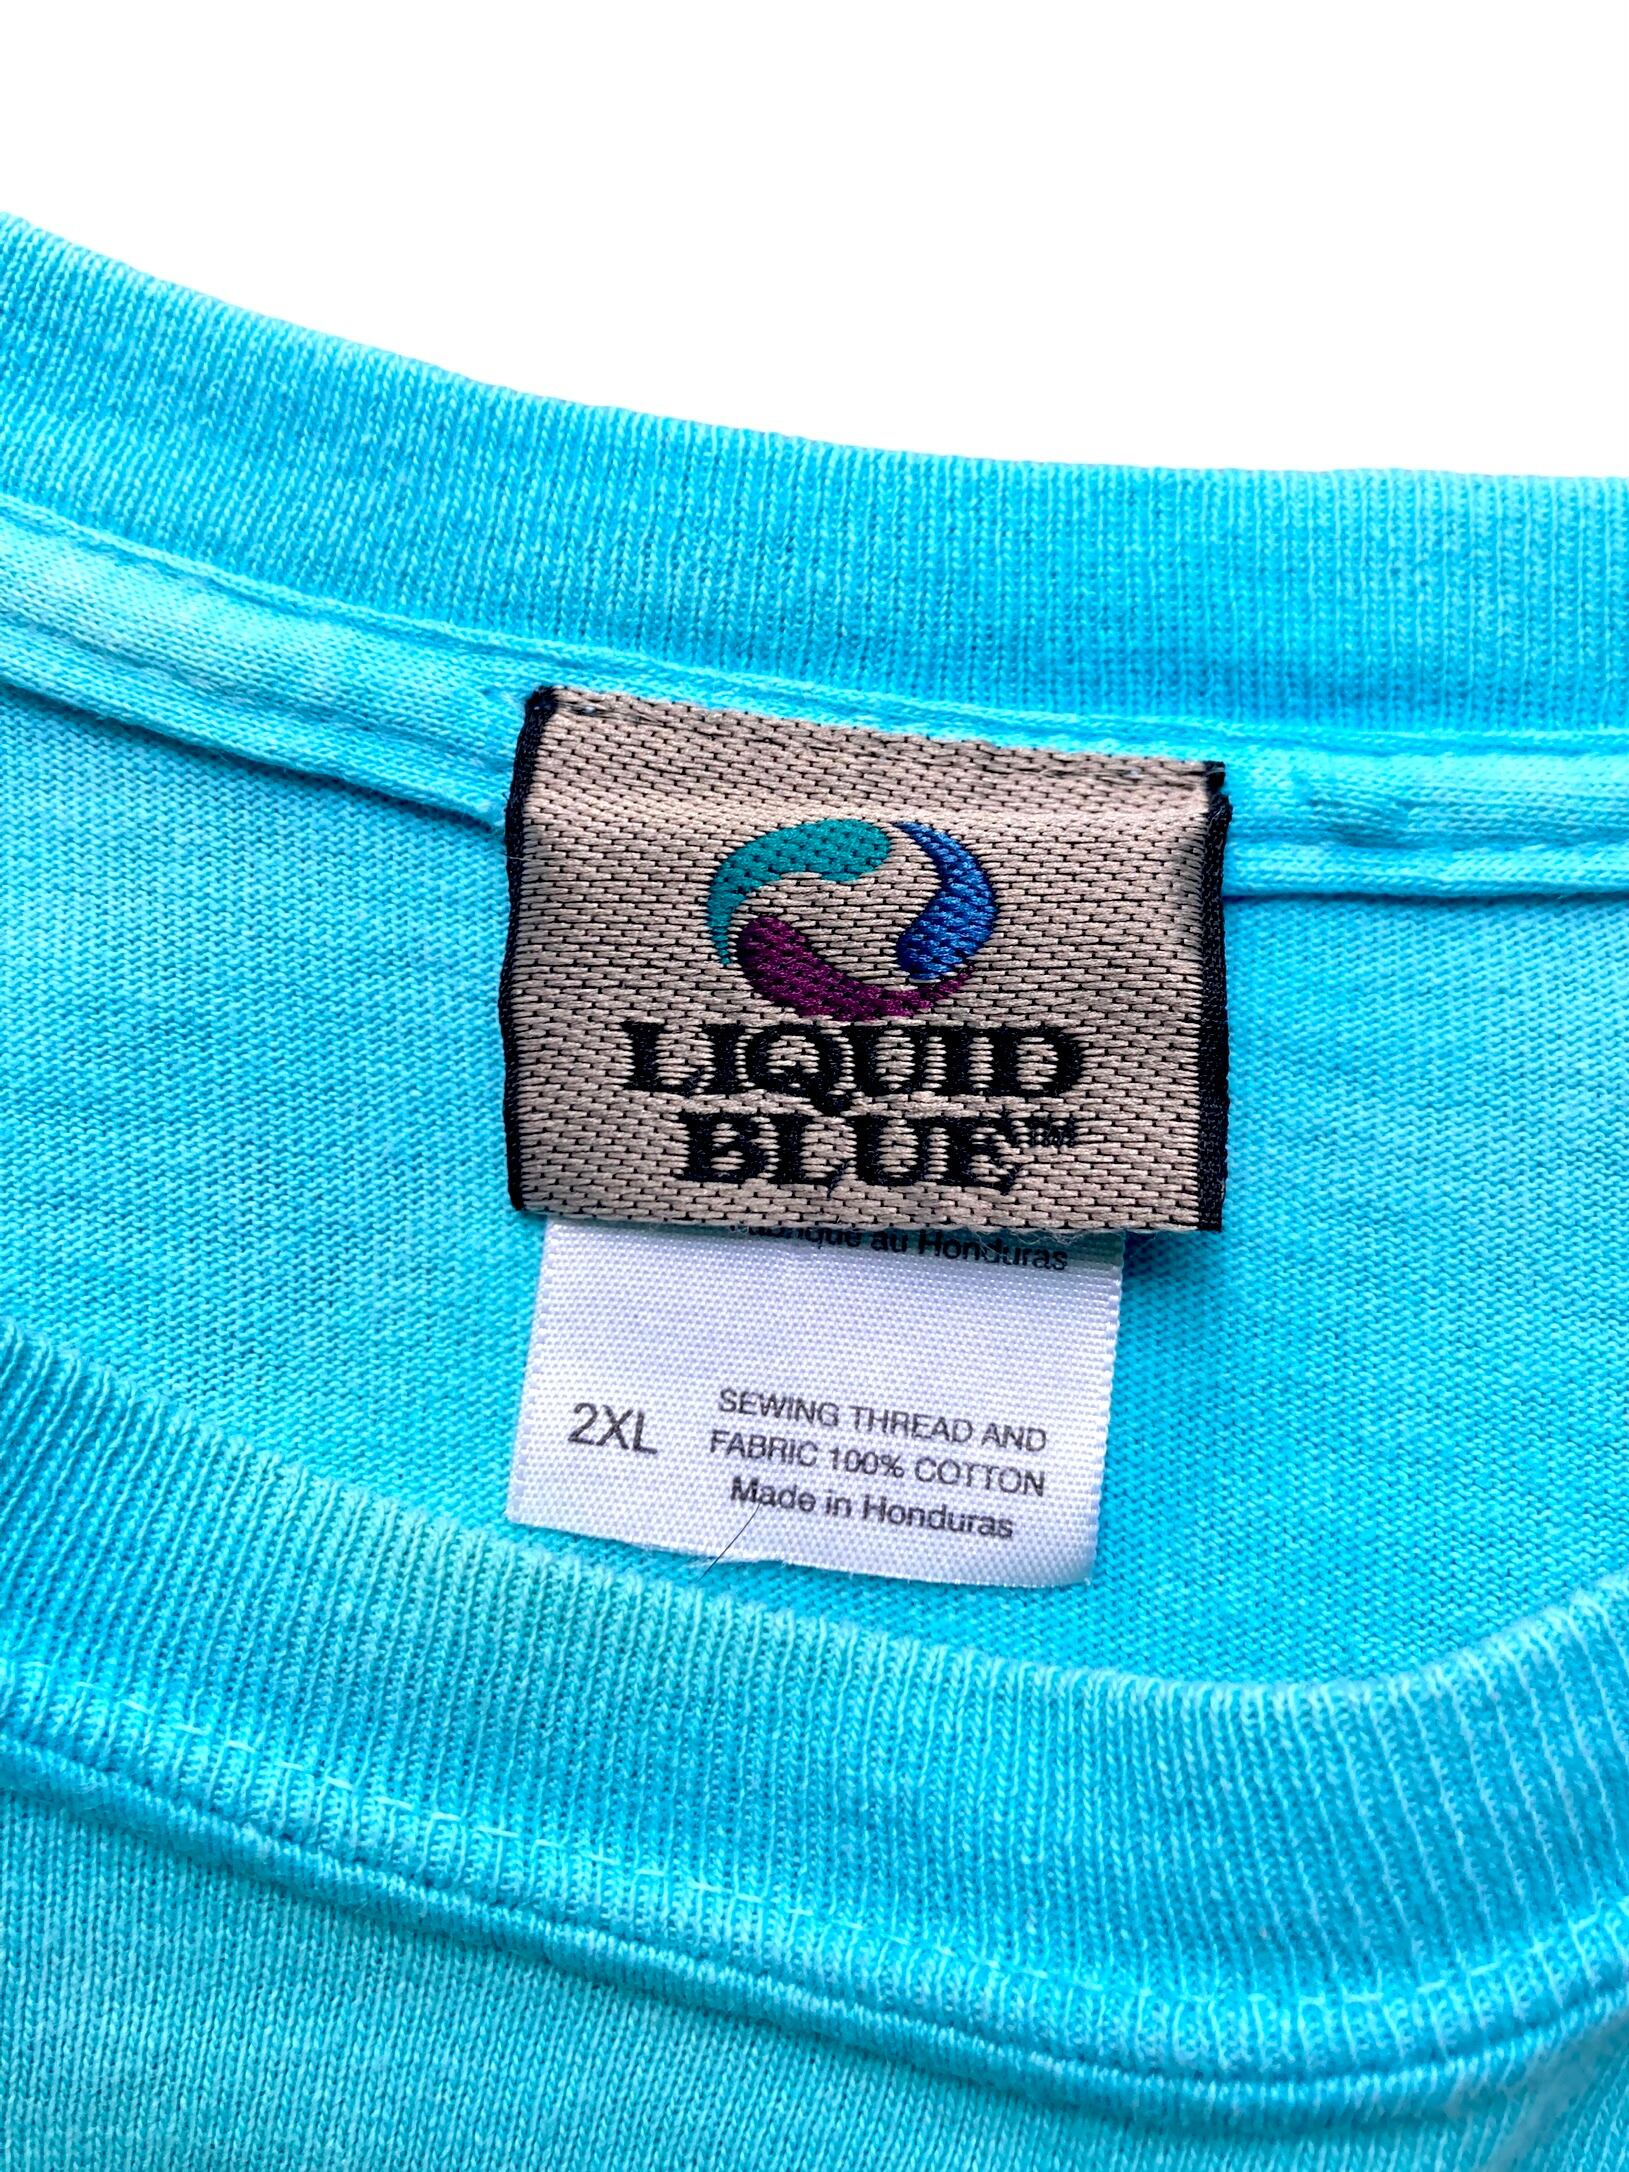 LIQUID
BLUE™
Fabriqué au Honduras
2XL
SEWING THREAD AND
FABRIC 100% COTTON
Made in Honduras